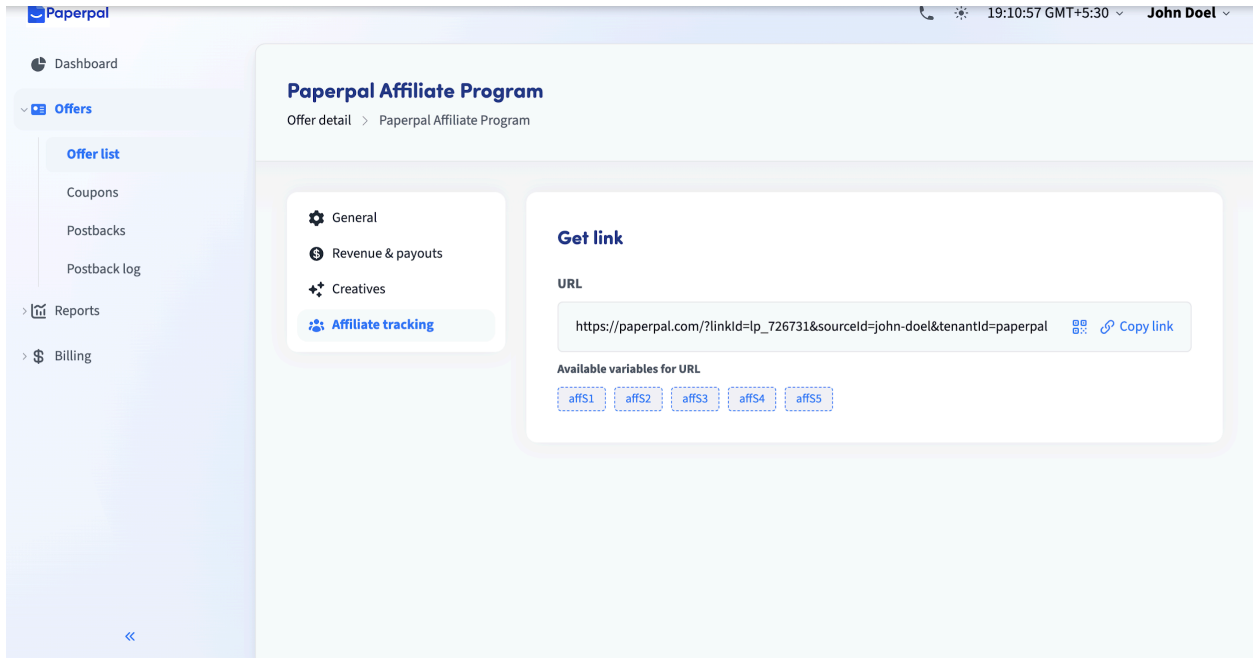 Paperpal
19:10:57 GMT+5:30
John Doel
Dashboard
Offers
Offer list
Coupons
Postbacks
Postback log
Reports
Billing
Paperpal Affiliate Program
Offer detail > Paperpal Affiliate Program
General
Revenue & payouts
Creatives
Affiliate tracking
Get link
URL
https://paperpal.com/?linkId=lp_726731&sourceId=john-doel&tenantId=paperpal
Copy link
Available variables for URL
affS1 affS2 affS3 affS4 affS5